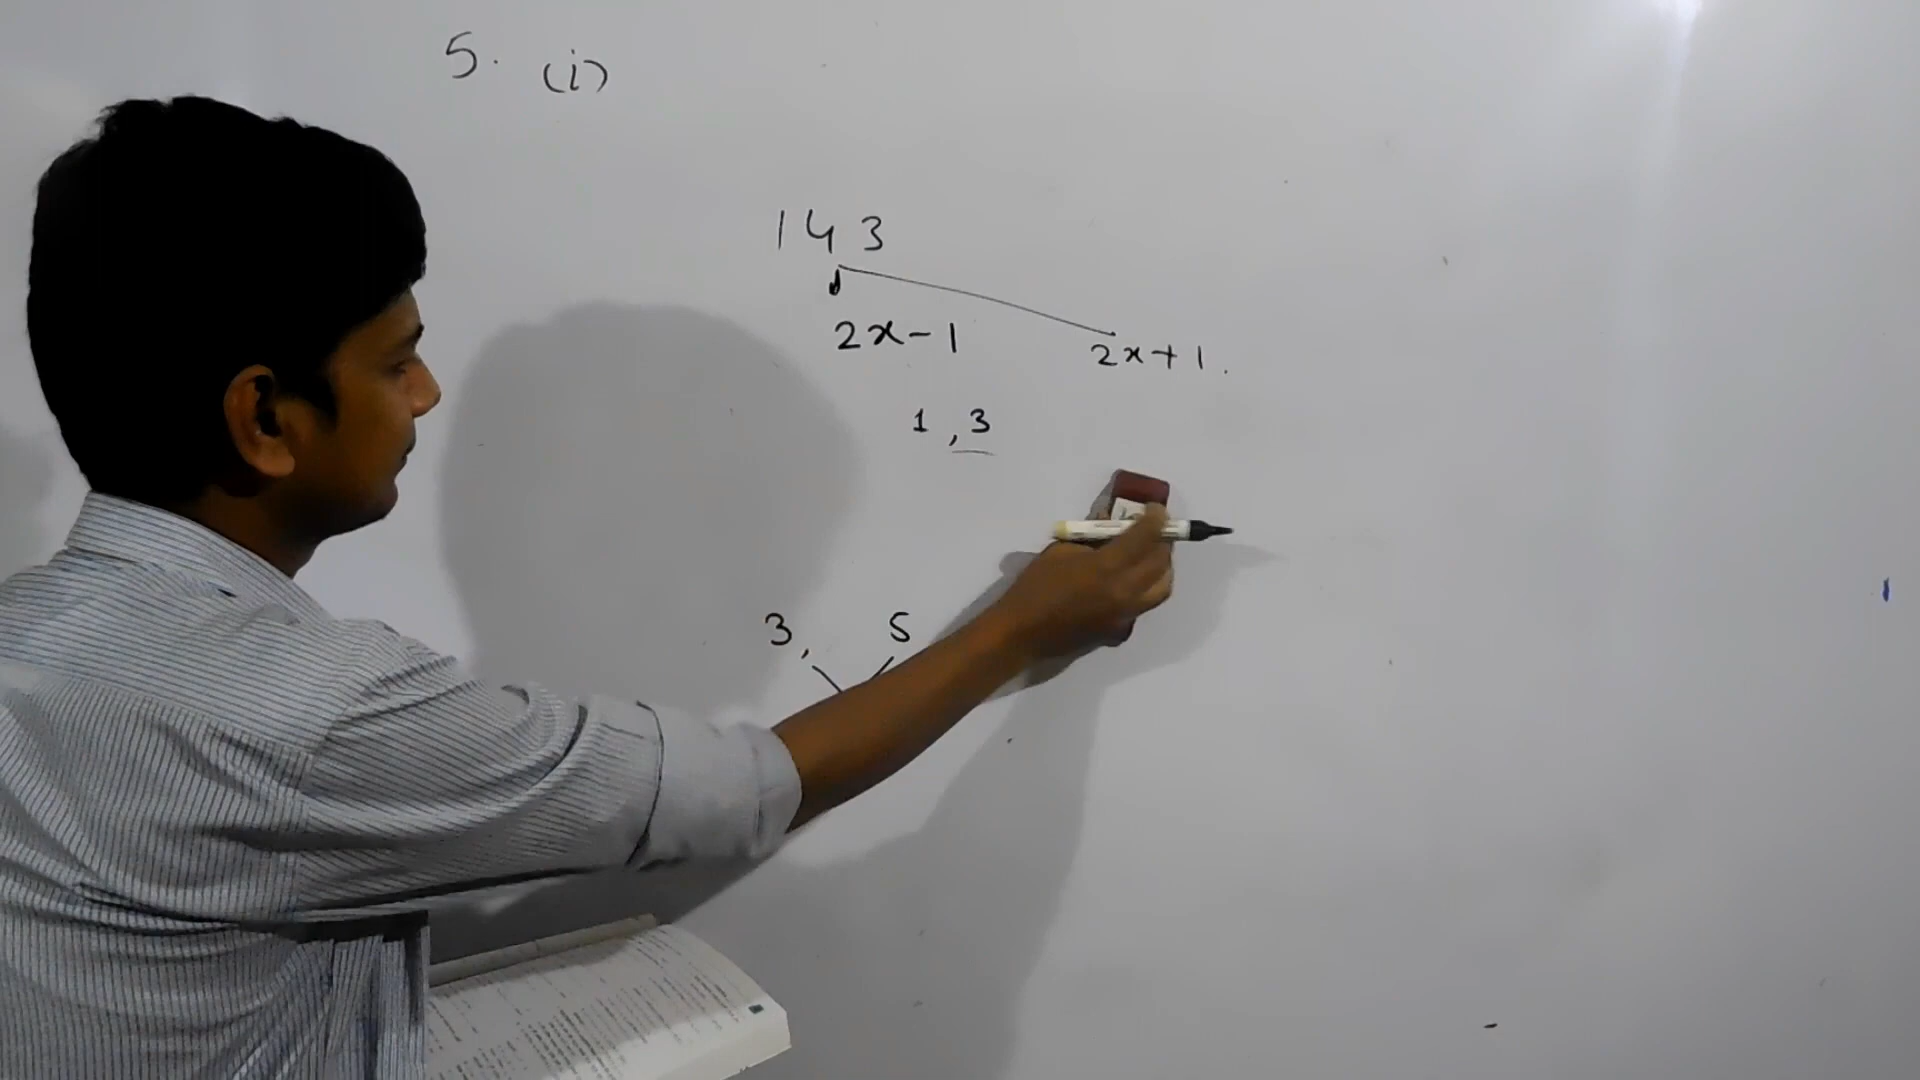 5. (i)
143
2x-1 2x+1.
1, 3
3, 5